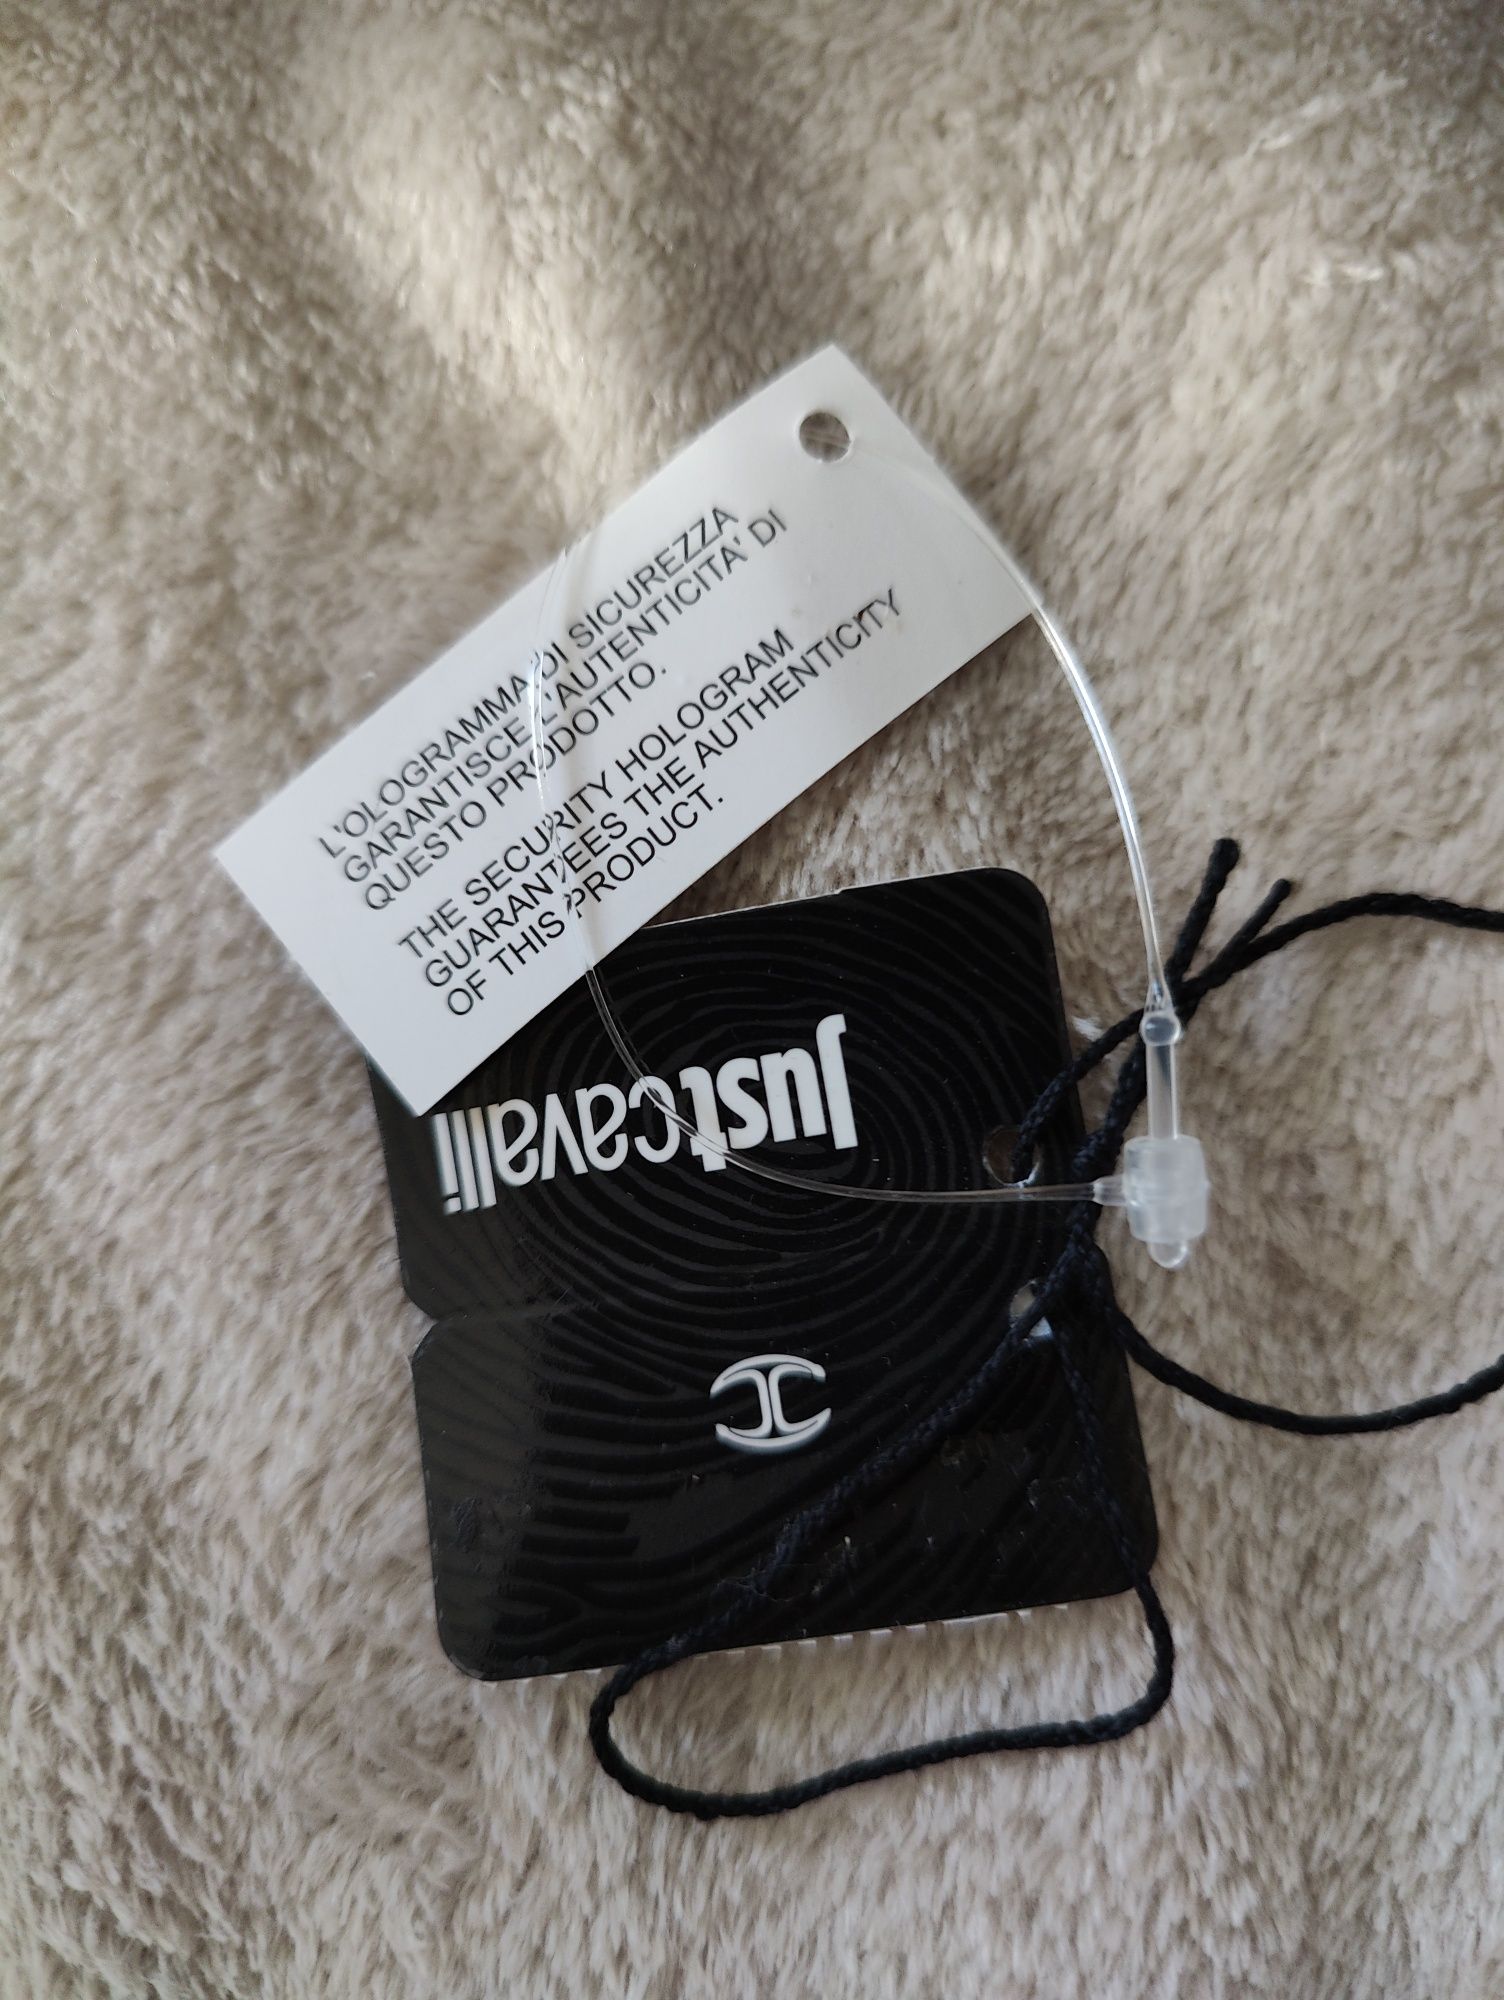 L'OLOGRAMMA DI SICUREZZA
GARANTISCE L'AUTENTICITA' DI
QUESTO PRODOTTO.
THE SECURITY HOLOGRAM
GUARANTEES THE AUTHENTICITY
OF THIS PRODUCT.
Justcavalli